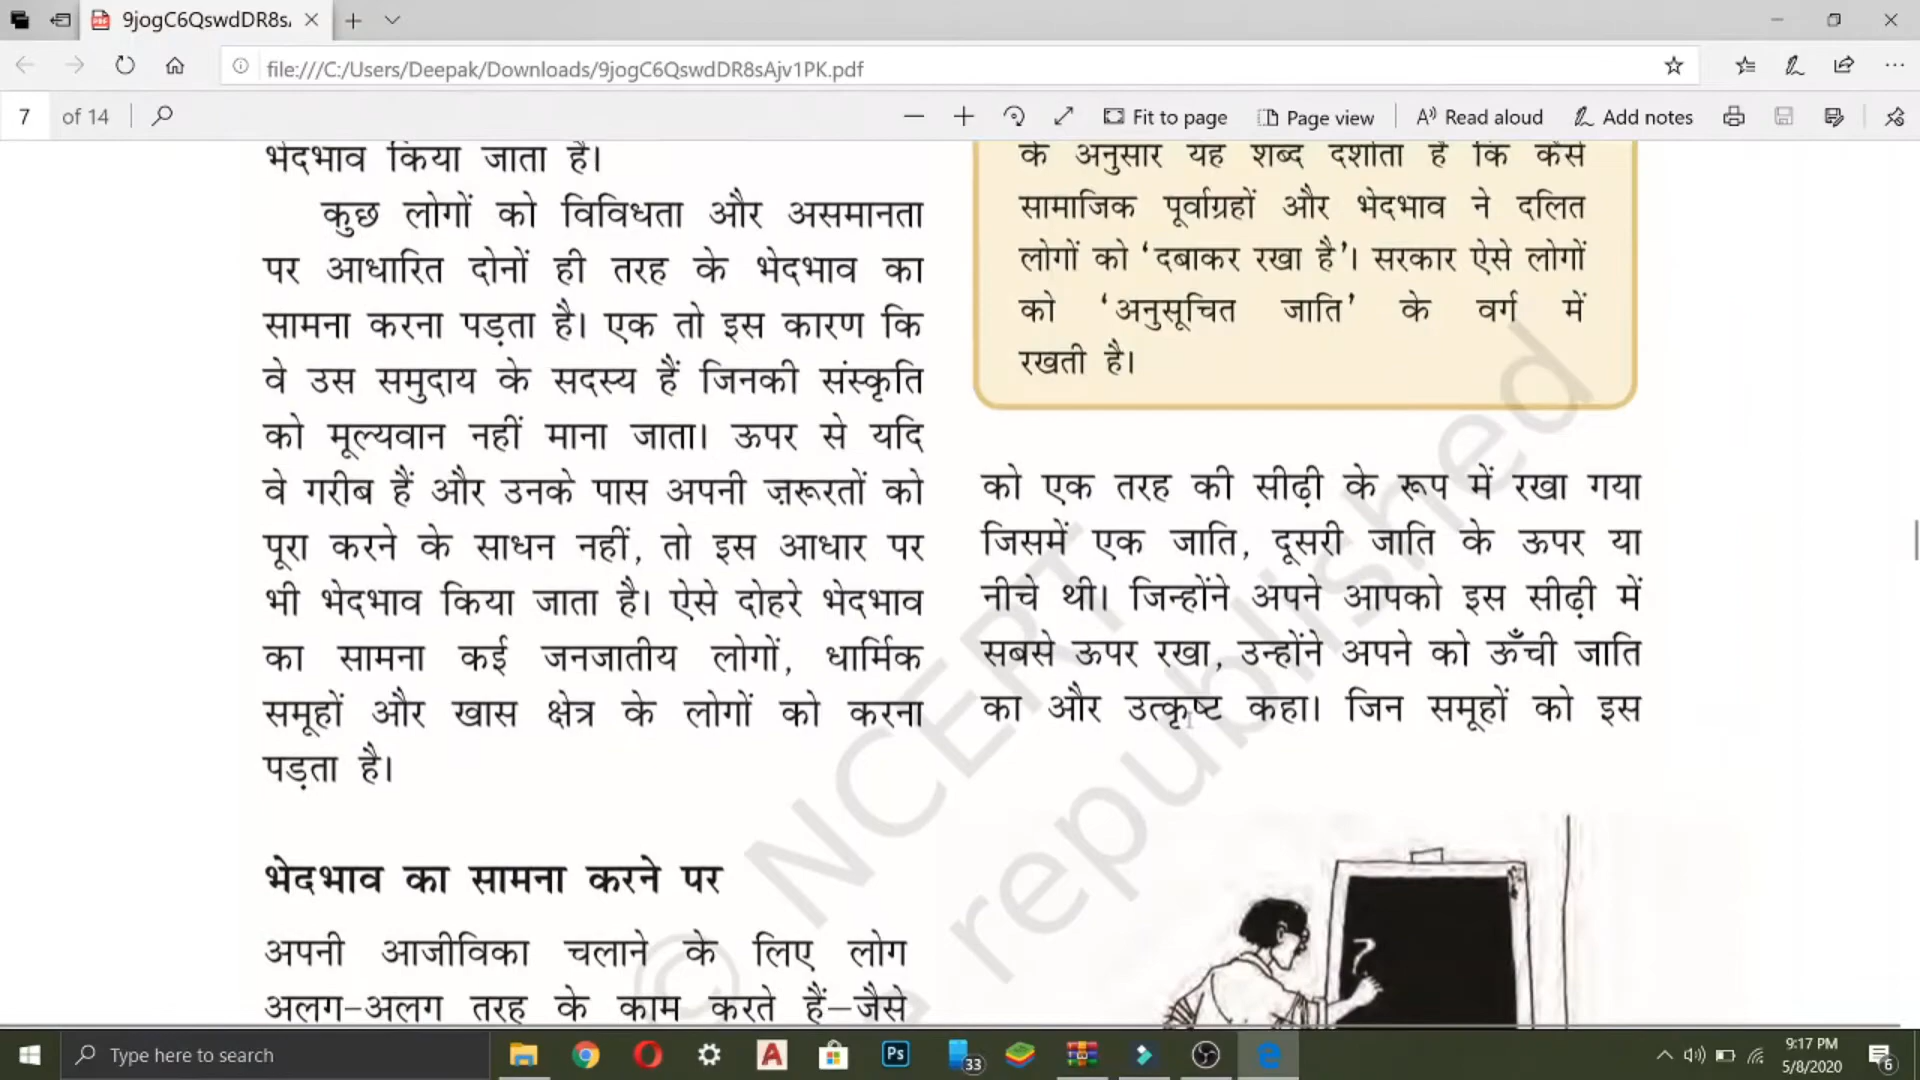 9jogC6QswdDR8s
file:///C:/Users/Deepak/Downloads/9jogC6QswdDR8sAjv1PK.pdf
7 of 14
Fit to page
Page view
Read aloud
Add notes
भेदभाव किया जाता है।
कुछ लोगों को विविधता और असमानता
पर आधारित दोनों ही तरह के भेदभाव का
सामना करना पड़ता है। एक तो इस कारण कि
वे उस समुदाय के सदस्य हैं जिनकी संस्कृति
को मूल्यवान नहीं माना जाता। ऊपर से यदि
वे गरीब हैं और उनके पास अपनी ज़रूरतों को
पूरा करने के साधन नहीं, तो इस आधार पर
भी भेदभाव किया जाता है। ऐसे दोहरे भेदभाव
का सामना कई जनजातीय लोगों, धार्मिक
समूहों और खास क्षेत्र के लोगों को करना
पड़ता है।
भेदभाव का सामना करने पर
अपनी आजीविका चलाने के लिए लोग
अलग-अलग तरह के काम करते हैं–जैसे
के अनुसार यह शब्द दर्शाता है कि कैसे
सामाजिक पूर्वाग्रहों और भेदभाव ने दलित
लोगों को ‘दबाकर रखा है’। सरकार ऐसे लोगों
को ‘अनुसूचित जाति’ के वर्ग में
रखती है।
को एक तरह की सीढ़ी के रूप में रखा गया
जिसमें एक जाति, दूसरी जाति के ऊपर या
नीचे थी। जिन्होंने अपने आपको इस सीढ़ी में
सबसे ऊपर रखा, उन्होंने अपने को ऊँची जाति
का और उत्कृष्ट कहा। जिन समूहों को इस
© NCERT
republished
Type here to search
33
9:17 PM
5/8/2020
6